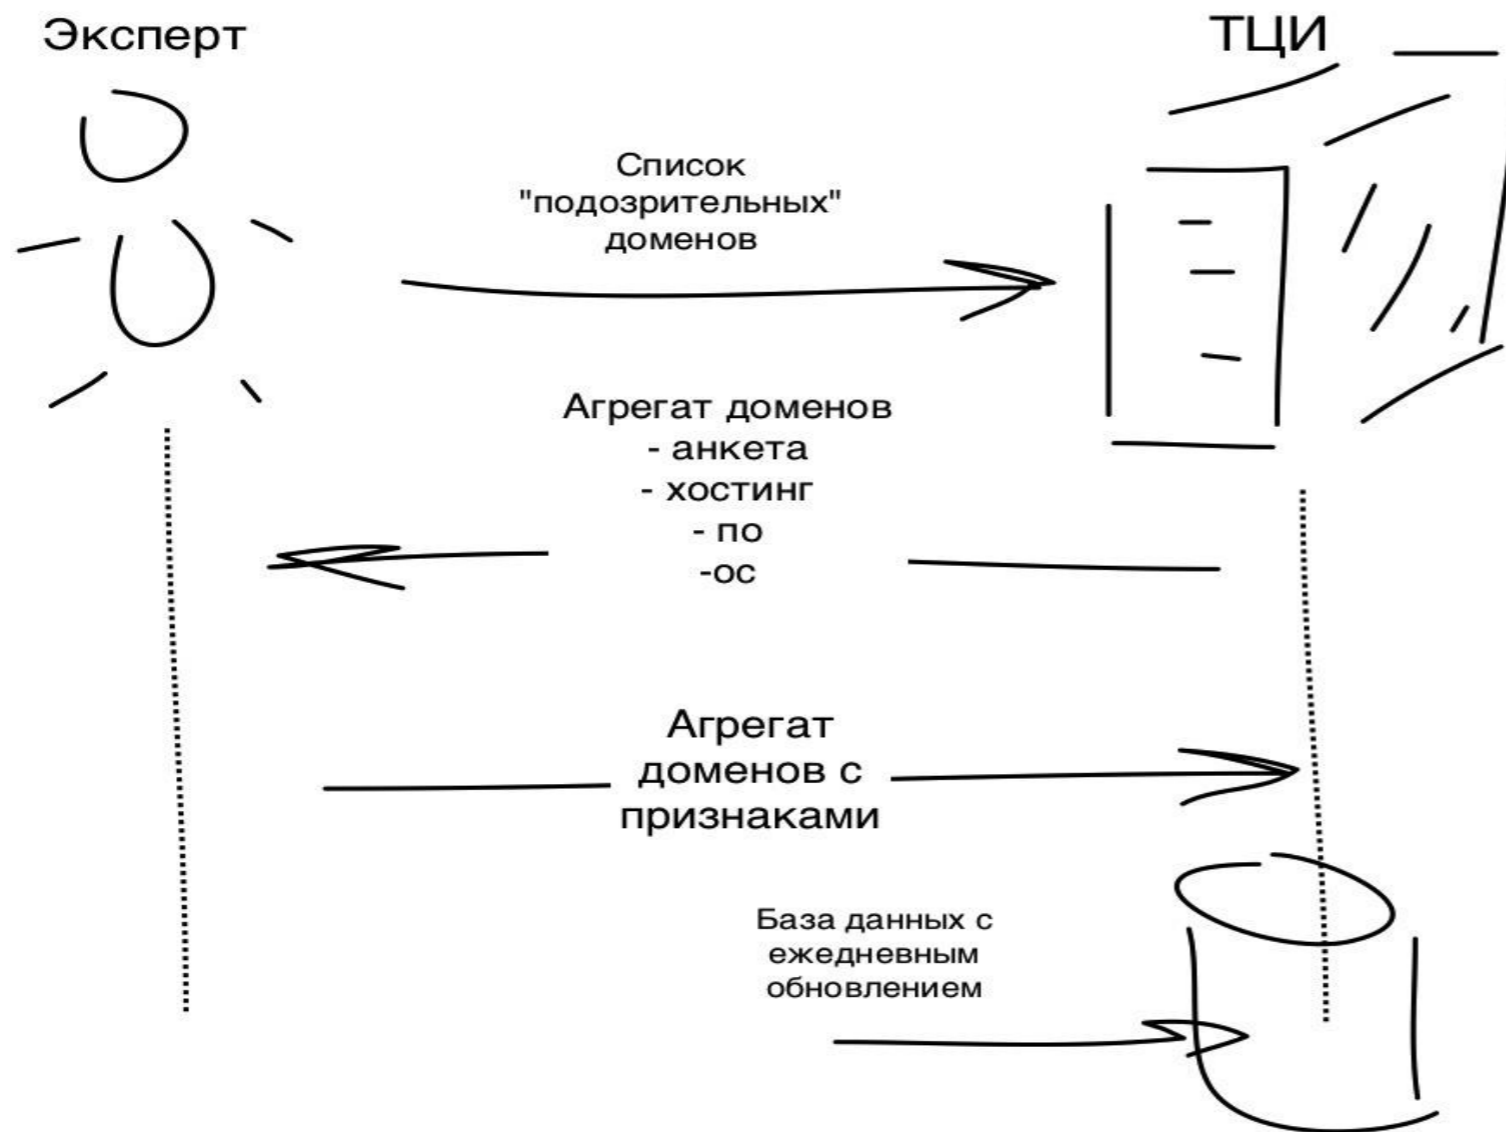 Эксперт
ТЦИ
Список
"подозрительных"
доменов
Агрегат доменов
- анкета
- хостинг
- по
-ос
Агрегат
доменов с
признаками
База данных с
ежедневным
обновлением